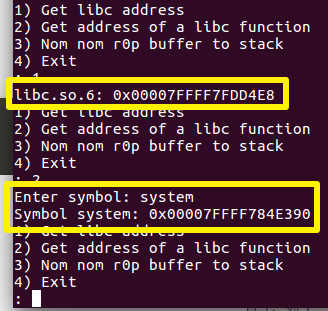 1) Get libc address
2) Get address of a libc function
3) Nom nom r0p buffer to stack
4) Exit
: 1
libc.so.6: 0x00007FFFF7FDD4E8
1) Get libc address
2) Get address of a libc function
3) Nom nom r0p buffer to stack
4) Exit
: 2
Enter symbol: system
Symbol system: 0x00007FFFF784E390
1) Get libc address
2) Get address of a libc function
3) Nom nom r0p buffer to stack
4) Exit
: